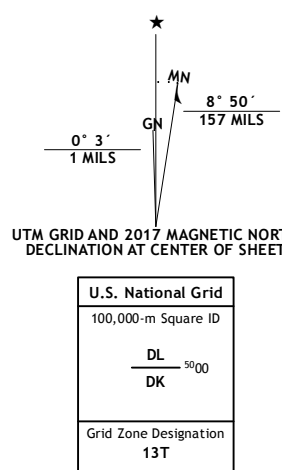 ★
MN
8° 50´
157 MILS
GN
0° 3´
1 MILS
UTM GRID AND 2017 MAGNETIC NORT
DECLINATION AT CENTER OF SHEET
U.S. National Grid
100,000-m Square ID
DL
5000
DK
Grid Zone Designation
13T